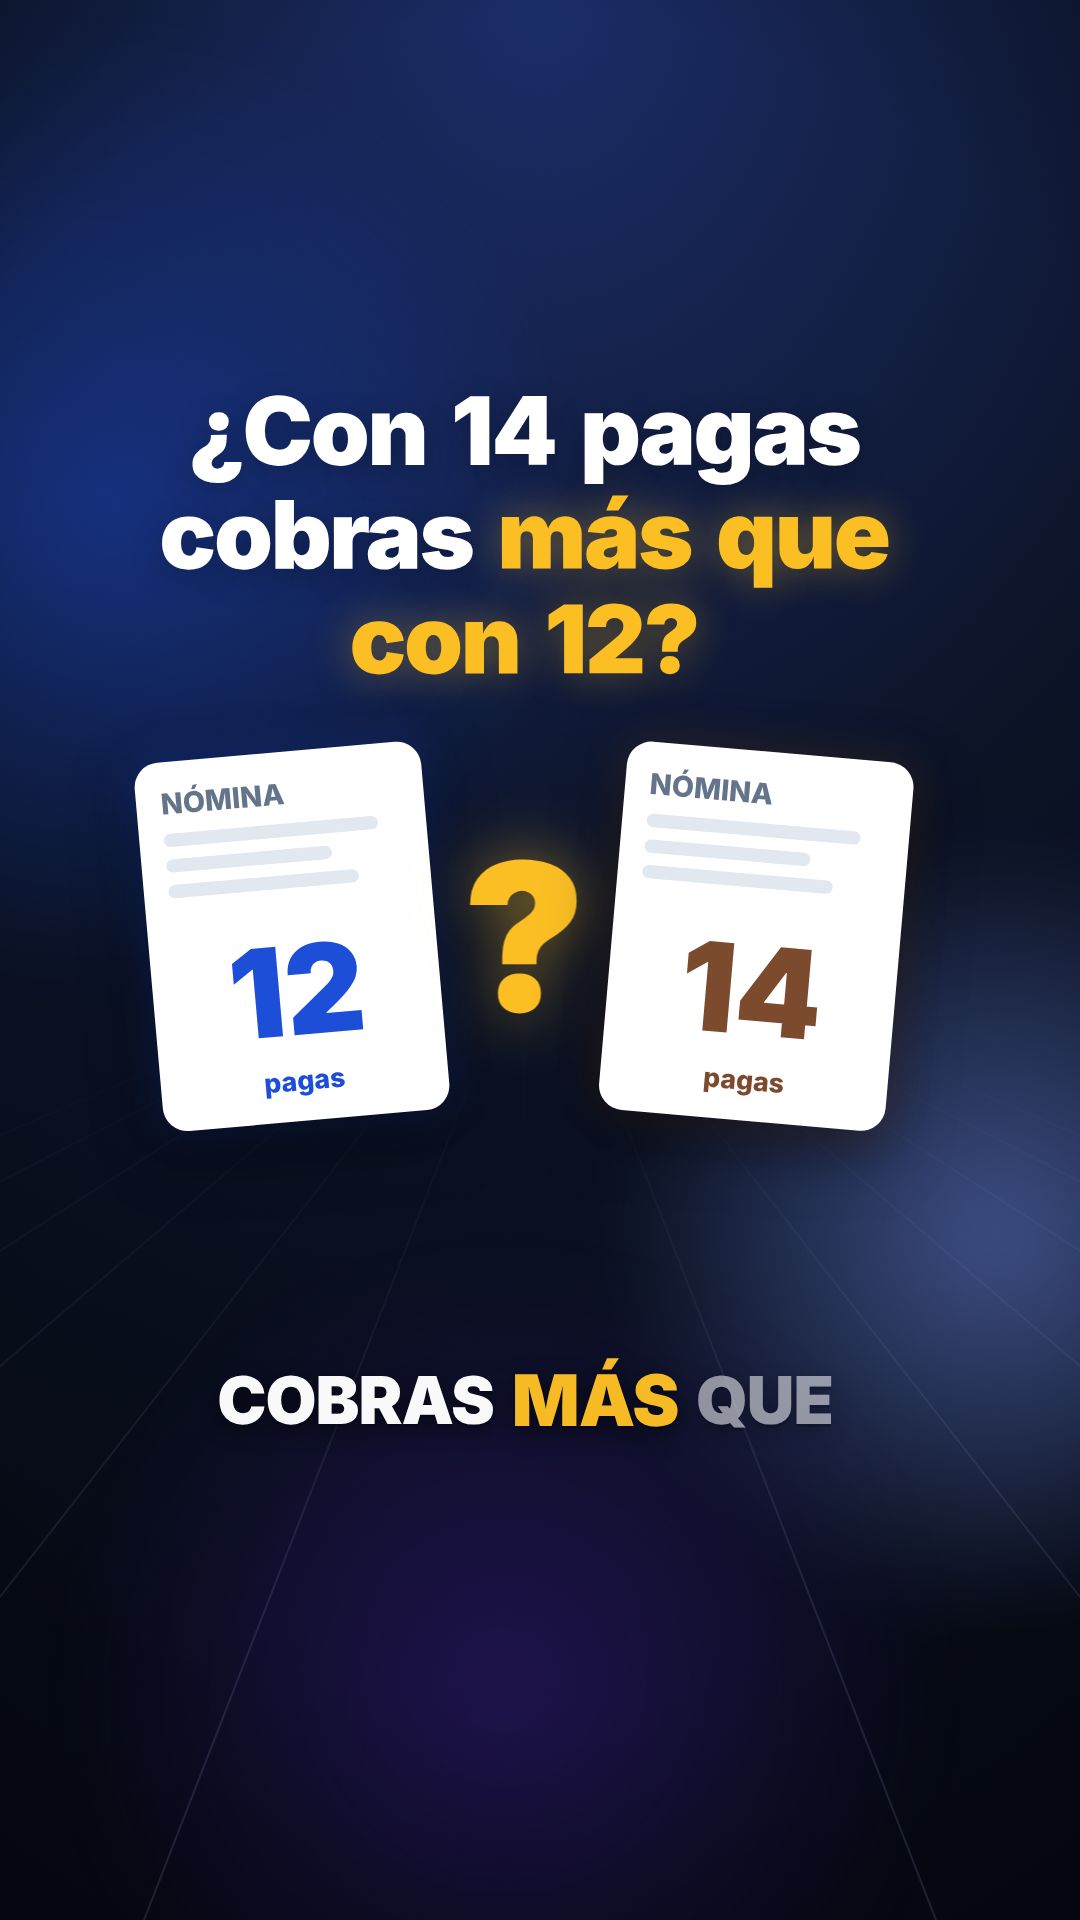 ¿Con 14 pagas
cobras más que
con 12?
NÓMINA
12
pagas
?
NÓMINA
14
pagas
COBRAS MÁS QUE